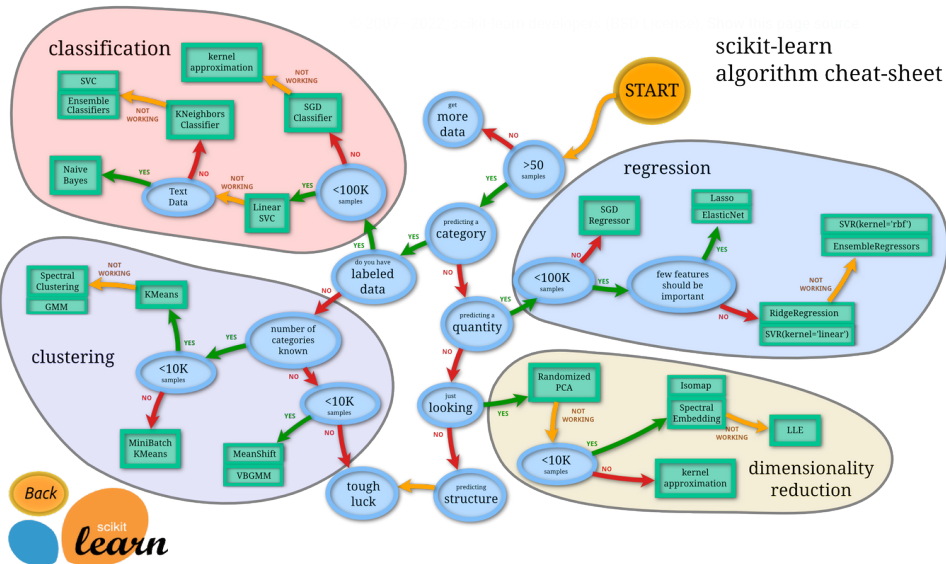 scikit-learn
algorithm cheat-sheet
START
classification
kernel
approximation
NOT
WORKING
SVC
Ensemble
Classifiers
NOT
WORKING
KNeighbors
Classifier
SGD
Classifier
NO
Naive
Bayes
YES
Text
Data
NO
NOT
WORKING
Linear
SVC
YES
<100K
samples
get
more
data
NO
>50
samples
YES
predicting a
category
YES
NO
do you have
labeled
data
YES
NO
predicting a
quantity
YES
NO
just
looking
YES
NO
predicting
structure
tough
luck
regression
SGD
Regressor
NO
<100K
samples
YES
few features
should be
important
Lasso
ElasticNet
YES
NO
RidgeRegression
SVR(kernel='linear')
NOT
WORKING
SVR(kernel='rbf')
EnsembleRegressors
clustering
Spectral
Clustering
GMM
NOT
WORKING
KMeans
YES
<10K
samples
NO
MiniBatch
KMeans
number of
categories
known
YES
NO
<10K
samples
YES
NO
MeanShift
VBGMM
dimensionality
reduction
Randomized
PCA
NOT
WORKING
<10K
samples
YES
NO
Isomap
Spectral
Embedding
NOT
WORKING
LLE
kernel
approximation
Back
scikit
learn